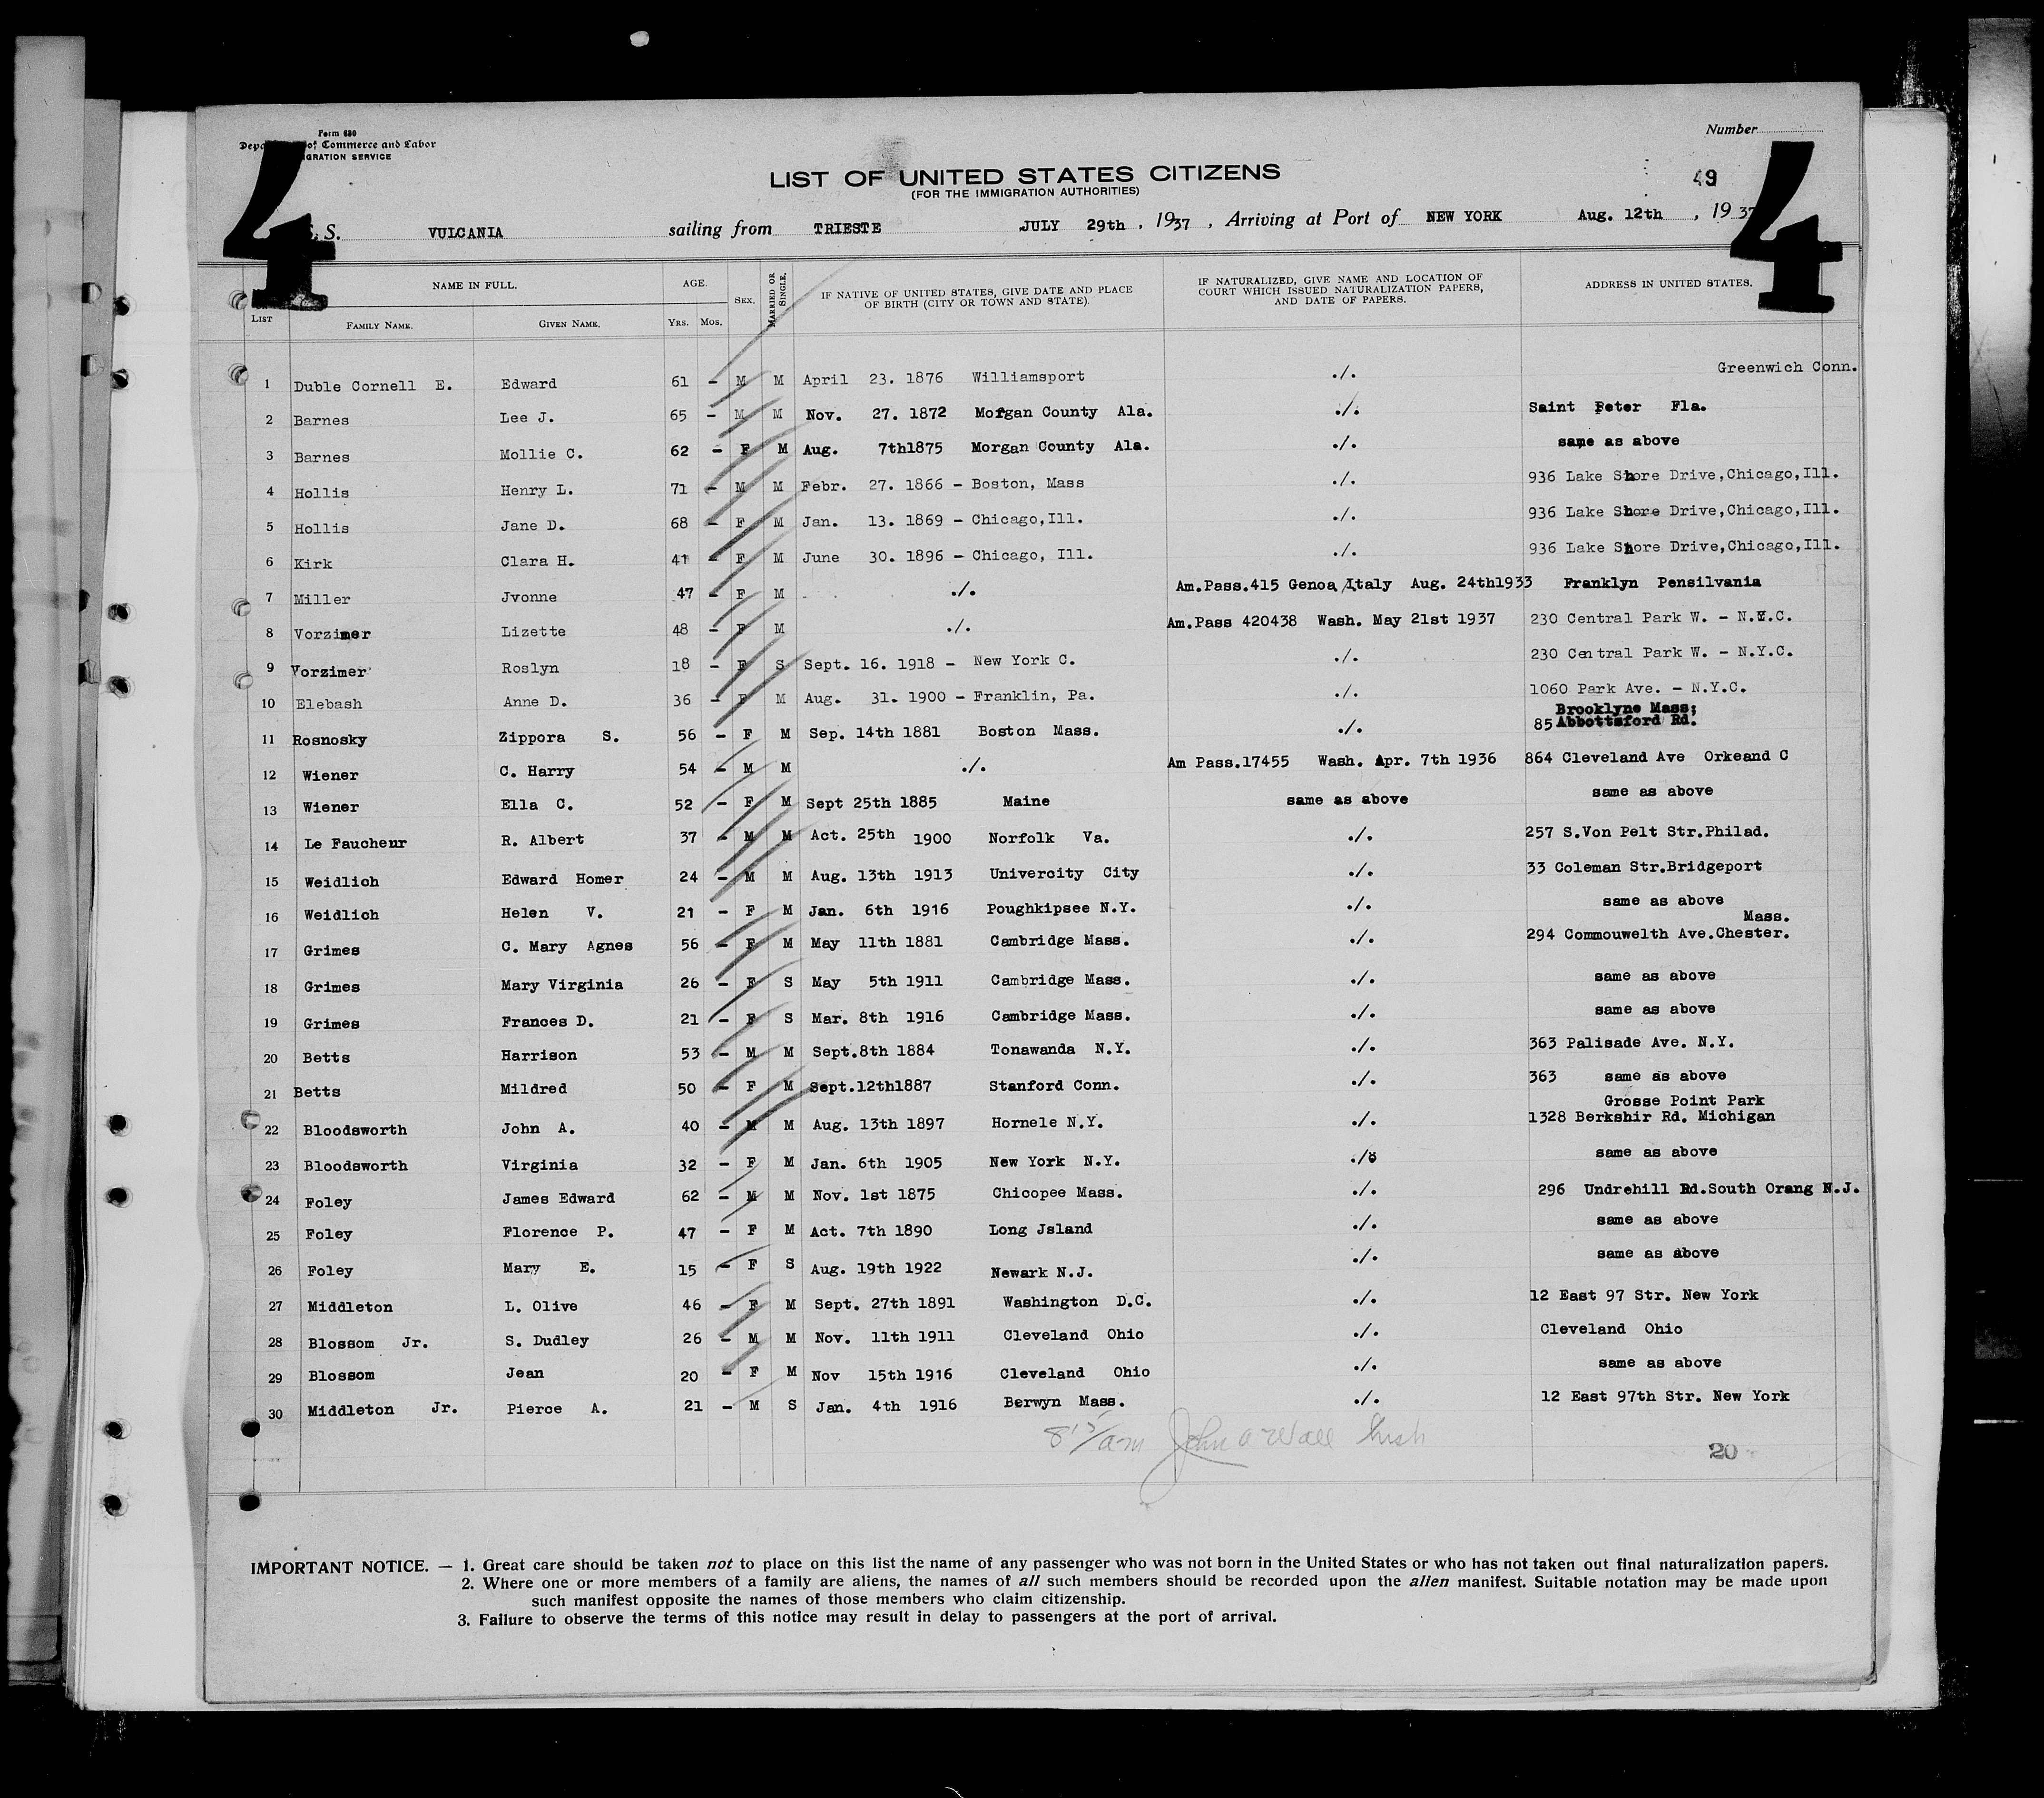 Form 630
of Commerce and Labor
IGRATION SERVICE
Number
LIST OF UNITED STATES CITIZENS
(FOR THE IMMIGRATION AUTHORITIES)
49
4 4
S. VULCANIA sailing from TRIESTE JULY 29th, 1937, Arriving at Port of NEW YORK Aug. 12th, 1937
LIST
NAME IN FULL. AGE. SEX. MARRIED OR SINGLE. IF NATIVE OF UNITED STATES, GIVE DATE AND PLACE OF BIRTH (CITY OR TOWN AND STATE). IF NATURALIZED, GIVE NAME AND LOCATION OF COURT WHICH ISSUED NATURALIZATION PAPERS, AND DATE OF PAPERS. ADDRESS IN UNITED STATES.
FAMILY NAME. GIVEN NAME. YRS. MOS.
1 Duble Cornell E. Edward 61 - M M April 23. 1876 Williamsport ./. Greenwich Conn.
2 Barnes Lee J. 65 - M M Nov. 27. 1872 Morgan County Ala. ./. Saint Peter Fla.
3 Barnes Mollie C. 62 - F M Aug. 7th1875 Morgan County Ala. ./. same as above
4 Hollis Henry L. 71 - M M Febr. 27. 1866 - Boston, Mass ./. 936 Lake Shore Drive,Chicago,Ill.
5 Hollis Jane D. 68 - F M Jan. 13. 1869 - Chicago,Ill. ./. 936 Lake Shore Drive,Chicago,Ill.
6 Kirk Clara H. 41 - F M June 30. 1896 - Chicago, Ill. ./. 936 Lake Shore Drive,Chicago,Ill.
7 Miller Jvonne 47 - F M ./. Am.Pass.415 Genoa Italy Aug. 24th1933 Franklyn Pensilvania
8 Vorzimer Lizette 48 - F M ./. Am.Pass 420438 Wash. May 21st 1937 230 Central Park W. - N.Y.C.
9 Vorzimer Roslyn 18 - F S Sept. 16. 1918 - New York C. ./. 230 Central Park W. - N.Y.C.
10 Elebash Anne D. 36 - F M Aug. 31. 1900 - Franklin, Pa. ./. 1060 Park Ave. - N.Y.C.
Brooklyne Mass;
11 Rosnosky Zippora S. 56 - F M Sep. 14th 1881 Boston Mass. ./. 85 Abbottsford Rd.
12 Wiener C. Harry 54 - M M ./. Am Pass.17455 Wash. Apr. 7th 1936 864 Cleveland Ave Orkeand C
13 Wiener Ella C. 52 - F M Sept 25th 1885 Maine same as above same as above
14 Le Faucheur R. Albert 37 - M M Act. 25th 1900 Norfolk Va. ./. 257 S.Von Pelt Str.Philad.
15 Weidlich Edward Homer 24 - M M Aug. 13th 1913 Univercity City ./. 33 Coleman Str.Bridgeport
16 Weidlich Helen V. 21 - F M Jan. 6th 1916 Poughkipsee N.Y. ./. same as above
Mass.
17 Grimes C. Mary Agnes 56 - F M May 11th 1881 Cambridge Mass. ./. 294 Commouwelth Ave.Chester.
18 Grimes Mary Virginia 26 - F S May 5th 1911 Cambridge Mass. ./. same as above
19 Grimes Frances D. 21 - F S Mar. 8th 1916 Cambridge Mass. ./. same as above
20 Betts Harrison 53 - M M Sept.8th 1884 Tonawanda N.Y. ./. 363 Palisade Ave. N.Y.
21 Betts Mildred 50 - F M Sept.12th1887 Stanford Conn. ./. 363 same as above
Grosse Point Park
22 Bloodsworth John A. 40 - M M Aug. 13th 1897 Hornele N.Y. ./. 1328 Berkshir Rd. Michigan
23 Bloodsworth Virginia 32 - F M Jan. 6th 1905 New York N.Y. ./. same as above
24 Foley James Edward 62 - M M Nov. 1st 1875 Chicopee Mass. ./. 296 Undrehill Rd.South Orang N.J.
25 Foley Florence P. 47 - F M Act. 7th 1890 Long Jsland ./. same as above
26 Foley Mary E. 15 - F S Aug. 19th 1922 Newark N.J. ./. same as above
27 Middleton L. Olive 46 - F M Sept. 27th 1891 Washington D.C. ./. 12 East 97 Str. New York
28 Blossom Jr. S. Dudley 26 - M M Nov. 11th 1911 Cleveland Ohio ./. Cleveland Ohio
29 Blossom Jean 20 - F M Nov 15th 1916 Cleveland Ohio ./. same as above
30 Middleton Jr. Pierce A. 21 - M S Jan. 4th 1916 Berwyn Mass. ./. 12 East 97th Str. New York
8 15/am John A Wall
20
IMPORTANT NOTICE. — 1. Great care should be taken not to place on this list the name of any passenger who was not born in the United States or who has not taken out final naturalization papers.
2. Where one or more members of a family are aliens, the names of all such members should be recorded upon the alien manifest. Suitable notation may be made upon
such manifest opposite the names of those members who claim citizenship.
3. Failure to observe the terms of this notice may result in delay to passengers at the port of arrival.